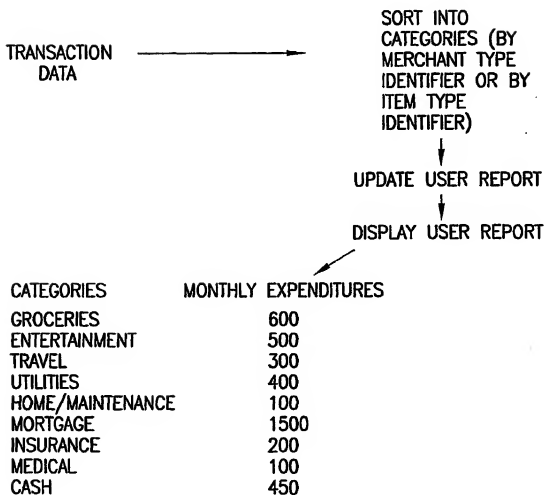 TRANSACTION
DATA
SORT INTO
CATEGORIES (BY
MERCHANT TYPE
IDENTIFIER OR BY
ITEM TYPE
IDENTIFIER)
UPDATE USER REPORT
DISPLAY USER REPORT
CATEGORIES MONTHLY EXPENDITURES
GROCERIES 600
ENTERTAINMENT 500
TRAVEL 300
UTILITIES 400
HOME/MAINTENANCE 100
MORTGAGE 1500
INSURANCE 200
MEDICAL 100
CASH 450